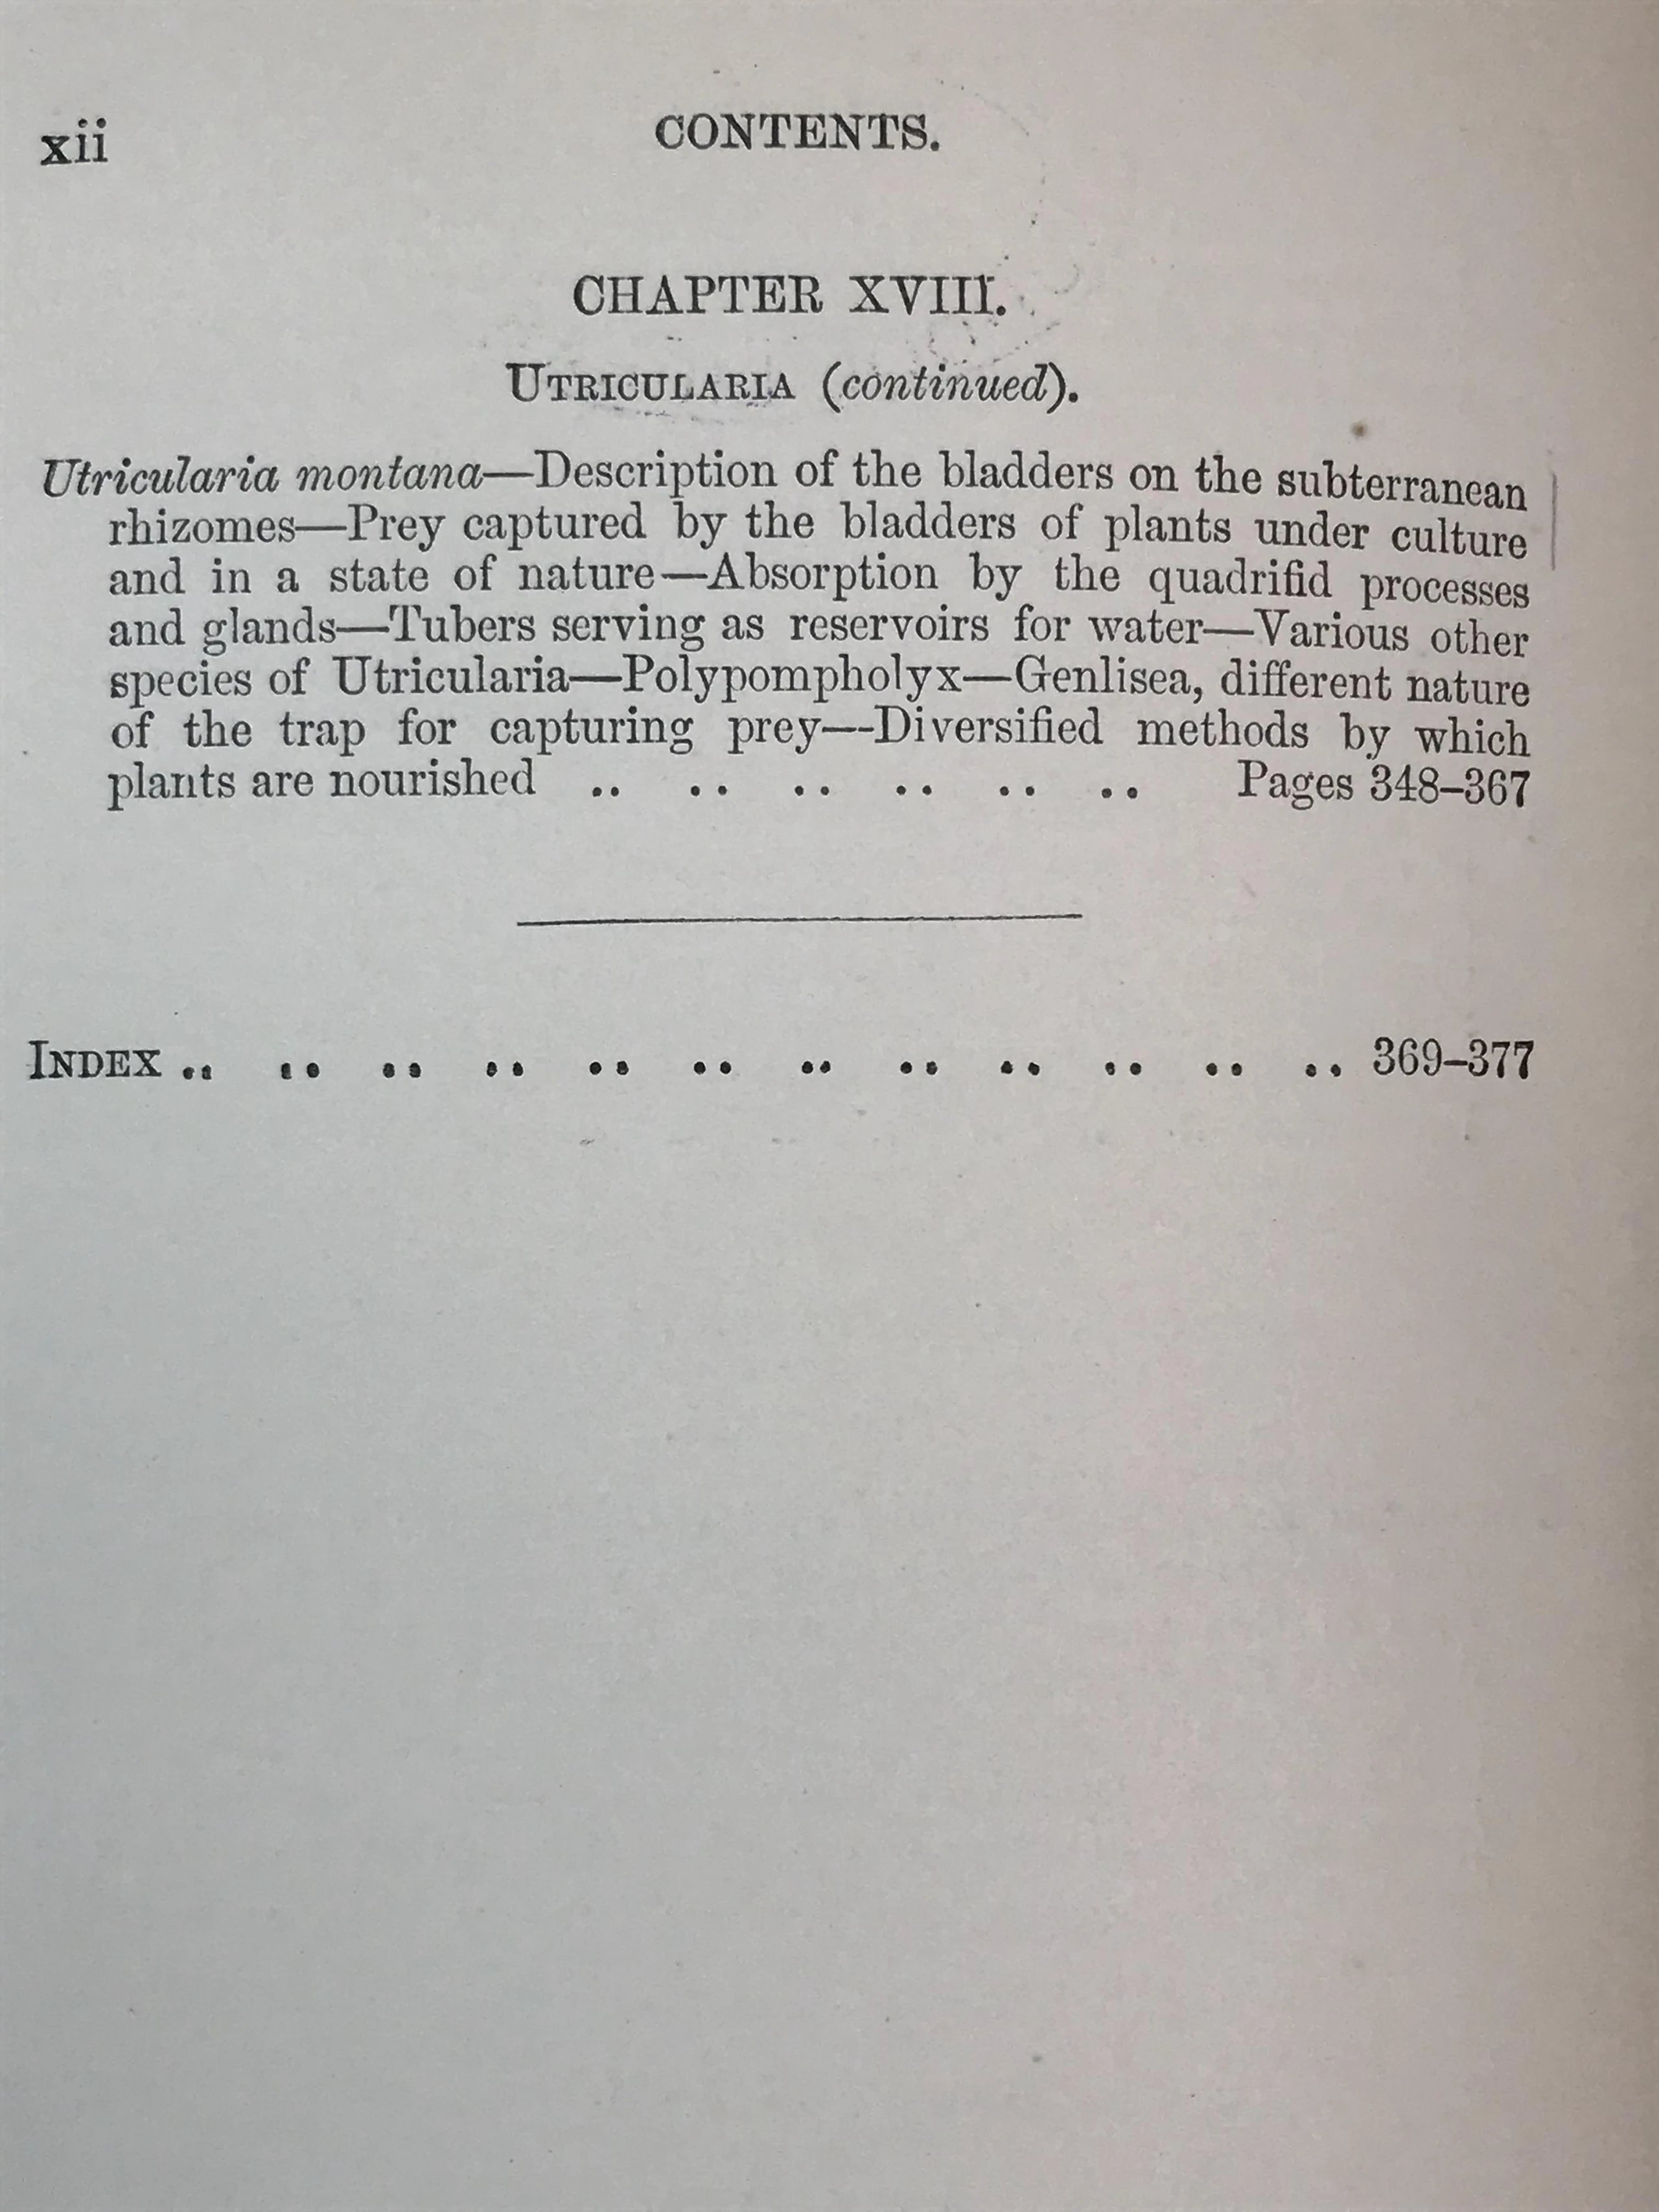 xii
CONTENTS.
CHAPTER XVIII.
UTRICULARIA (continued).
Utricularia montana—Description of the bladders on the subterranean
rhizomes—Prey captured by the bladders of plants under culture
and in a state of nature—Absorption by the quadrifid processes
and glands—Tubers serving as reservoirs for water—Various other
species of Utricularia—Polypompholyx—Genlisea, different nature
of the trap for capturing prey—Diversified methods by which
plants are nourished .. .. .. .. .. .. Pages 348–367
INDEX .. .. .. .. .. .. .. .. .. .. .. .. 369–377